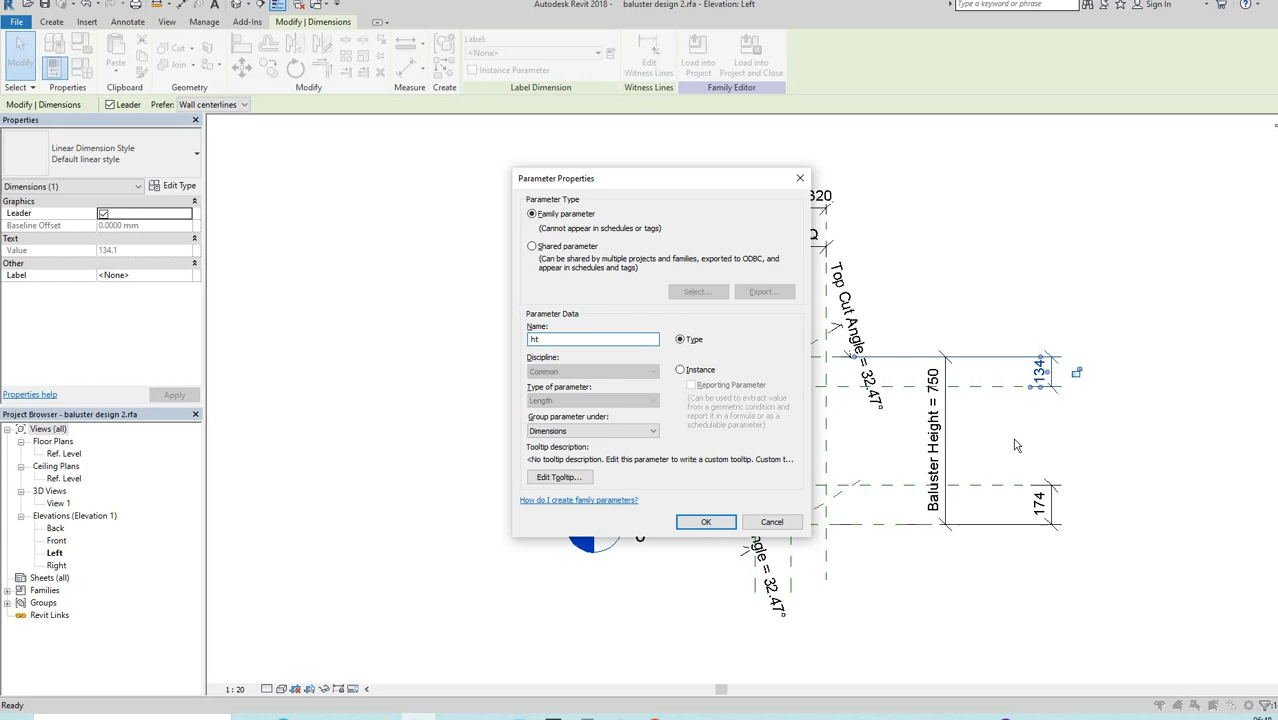 Autodesk Revit 2018 - baluster design 2.rfa - Elevation: Left
Type a keyword or phrase
Sign In
File
Create
Insert
Annotate
View
Manage
Add-Ins
Modify | Dimensions
Modify
Paste
Cut
Join
Label:
<None>
Instance Parameter
Edit
Witness Lines
Load into
Project
Load into
Project and Close
Select
Properties
Clipboard
Geometry
Modify
Measure
Create
Label Dimension
Witness Lines
Family Editor
Modify | Dimensions
Leader
Prefer:
Wall centerlines
Properties
Linear Dimension Style
Default linear style
Dimensions (1)
Edit Type
Graphics
Leader
Baseline Offset
0.0000 mm
Text
Value
134.1
Other
Label
<None>
Properties help
Apply
Project Browser - baluster design 2.rfa
Views (all)
Floor Plans
Ref. Level
Ceiling Plans
Ref. Level
3D Views
View 1
Elevations (Elevation 1)
Back
Front
Left
Right
Sheets (all)
Families
Groups
Revit Links
Parameter Properties
Parameter Type
Family parameter
(Cannot appear in schedules or tags)
Shared parameter
(Can be shared by multiple projects and families, exported to ODBC, and
appear in schedules and tags)
Select...
Export...
Parameter Data
Name:
ht
Type
Discipline:
Common
Instance
Type of parameter:
Reporting Parameter
Length
(Can be used to extract value
from a geometric condition and
report it in a formula or as a
schedulable parameter)
Group parameter under:
Dimensions
Tooltip description:
<No tooltip description. Edit this parameter to write a custom tooltip. Custom t...
Edit Tooltip...
How do I create family parameters?
OK
Cancel
320
Q
Top Cut Angle = 32.47°
134
Baluster Height = 750
174
ngle = 32.47°
1 : 20
Ready
:1